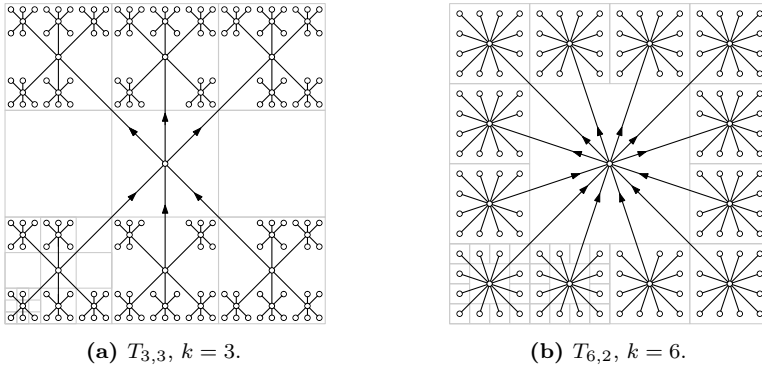 (a) T₃,₃, k = 3.
(b) T₆,₂, k = 6.